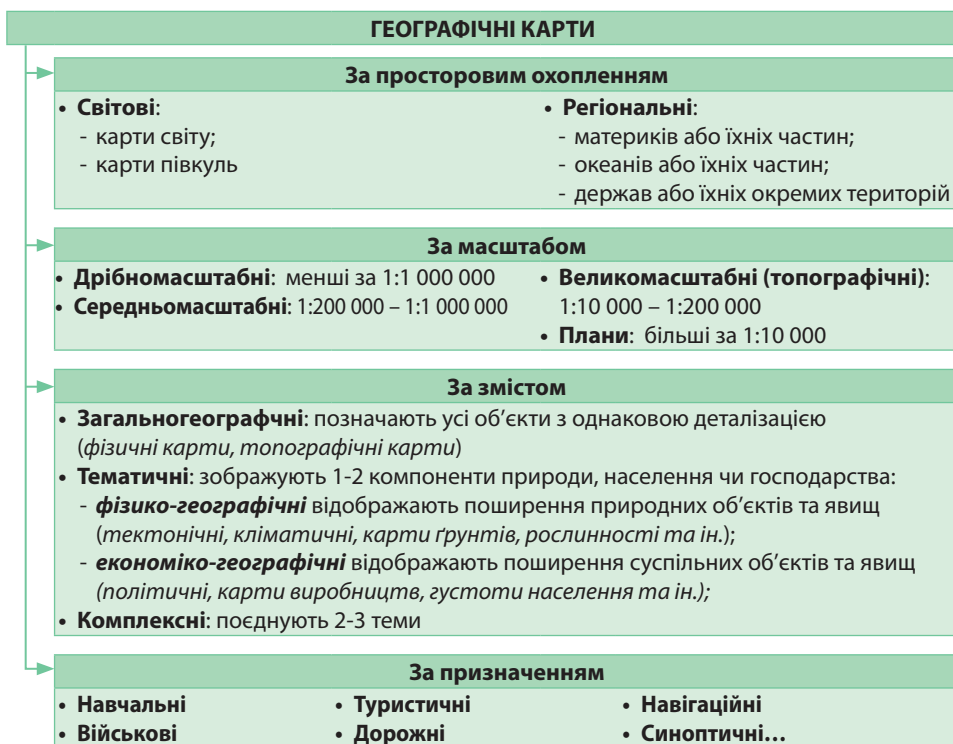 ГЕОГРАФІЧНІ КАРТИ
За просторовим охопленням
• Світові:
- карти світу;
- карти півкуль
• Регіональні:
- материків або їхніх частин;
- океанів або їхніх частин;
- держав або їхніх окремих територій
За масштабом
• Дрібномасштабні: менші за 1:1 000 000
• Середньомасштабні: 1:200 000 – 1:1 000 000
• Великомасштабні (топографічні):
1:10 000 – 1:200 000
• Плани: більші за 1:10 000
За змістом
• Загальногеографчні: позначають усі об’єкти з однаковою деталізацією
(фізичні карти, топографічні карти)
• Тематичні: зображують 1-2 компоненти природи, населення чи господарства:
- фізико-географічні відображають поширення природних об’єктів та явищ
(тектонічні, кліматичні, карти ґрунтів, рослинності та ін.);
- економіко-географічні відображають поширення суспільних об’єктів та явищ
(політичні, карти виробництв, густоти населення та ін.);
• Комплексні: поєднують 2-3 теми
За призначенням
• Навчальні
• Військові
• Туристичні
• Дорожні
• Навігаційні
• Синоптичні…